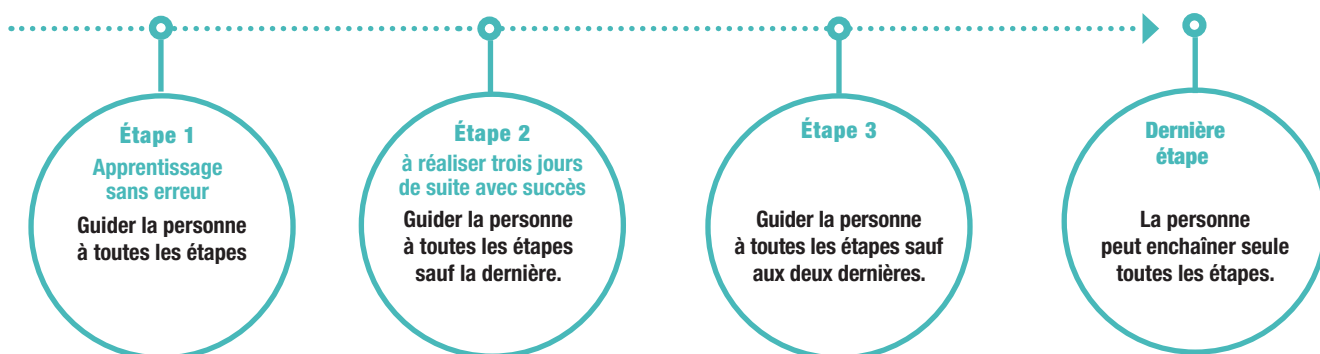 Étape 1
Apprentissage
sans erreur
Guider la personne
à toutes les étapes
Étape 2
à réaliser trois jours
de suite avec succès
Guider la personne
à toutes les étapes
sauf la dernière.
Étape 3
Guider la personne
à toutes les étapes sauf
aux deux dernières.
Dernière
étape
La personne
peut enchaîner seule
toutes les étapes.